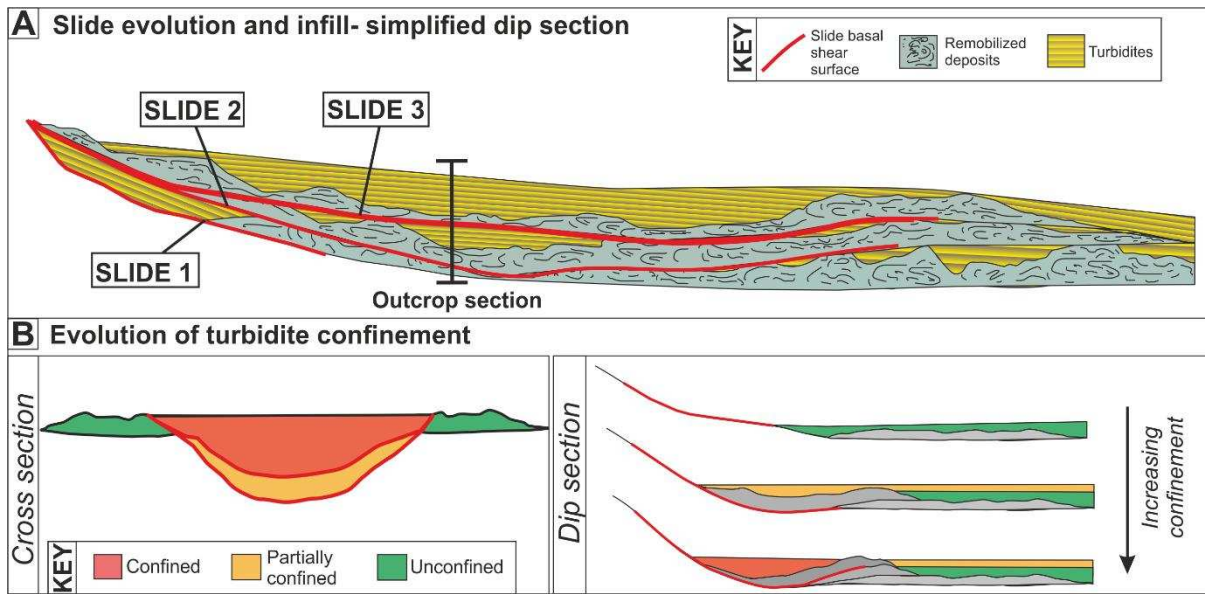 A Slide evolution and infill- simplified dip section
KEY
Slide basal
shear
surface
Remobilized
deposits
Turbidites
SLIDE 2
SLIDE 3
SLIDE 1
Outcrop section
B Evolution of turbidite confinement
Cross section
KEY
Confined
Partially
confined
Unconfined
Dip section
Increasing
confinement